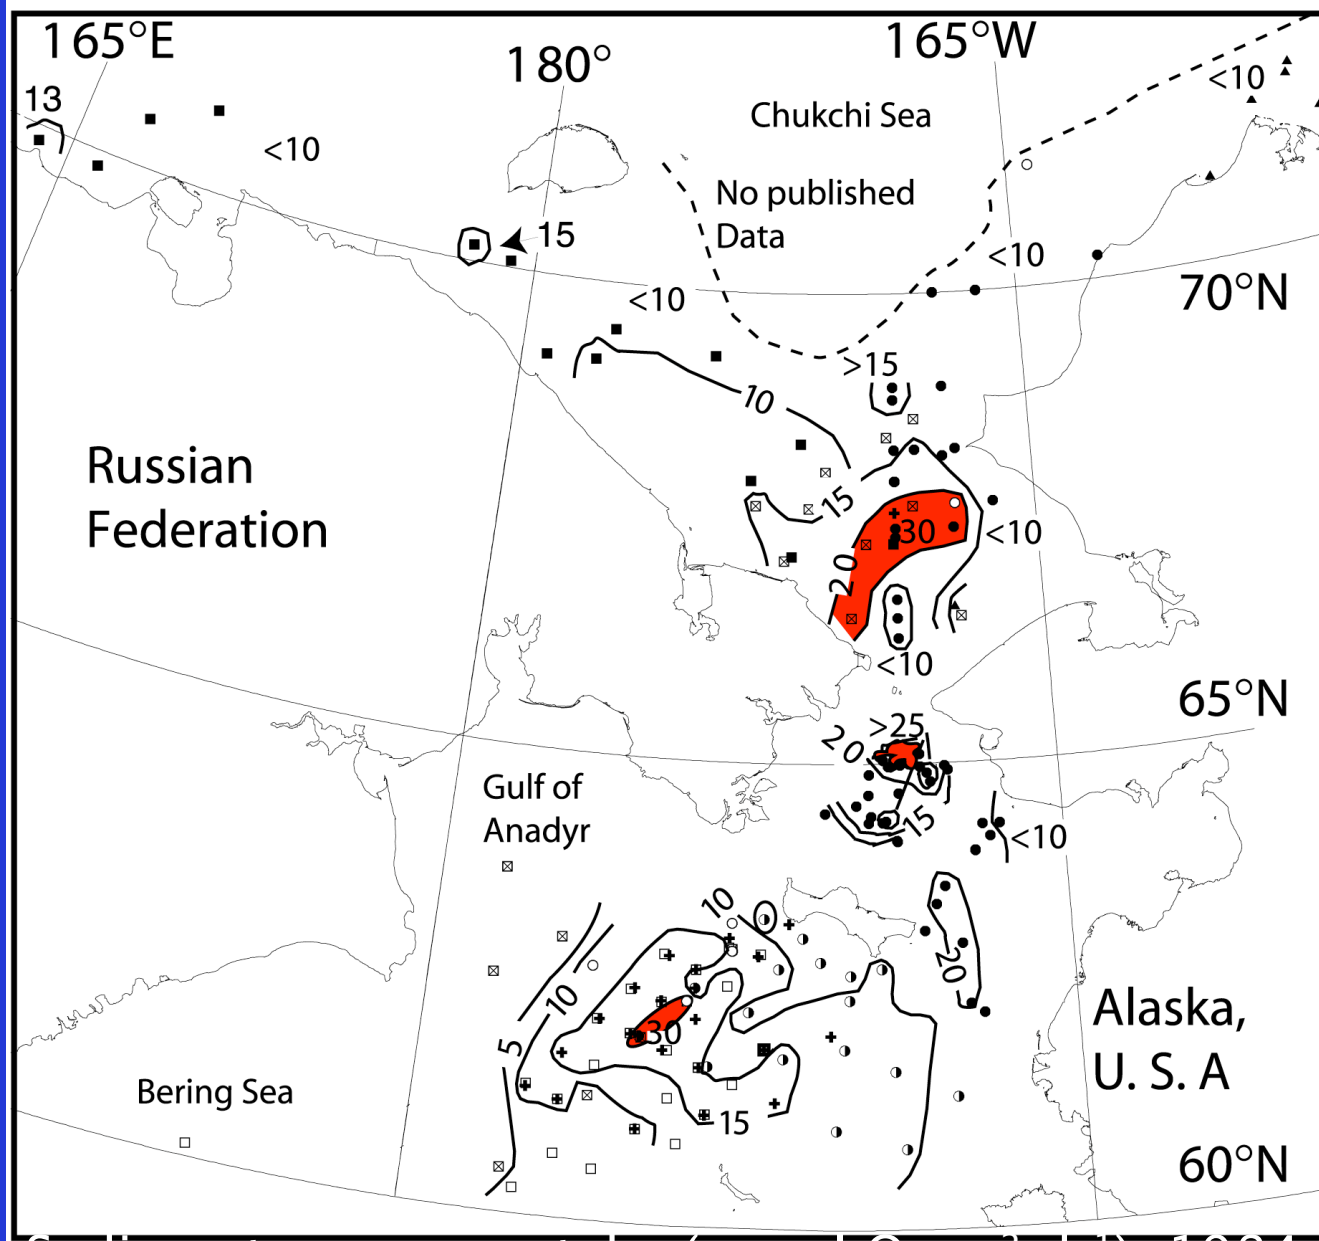 165°E
180°
165°W
13
<10
Chukchi Sea
<10
No published
Data
15
<10
<10
70°N
>15
10
Russian
Federation
15
30
<10
20
<10
65°N
>25
20
Gulf of
Anadyr
15
<10
10
20
10
30
5
Alaska,
U. S. A
Bering Sea
15
60°N